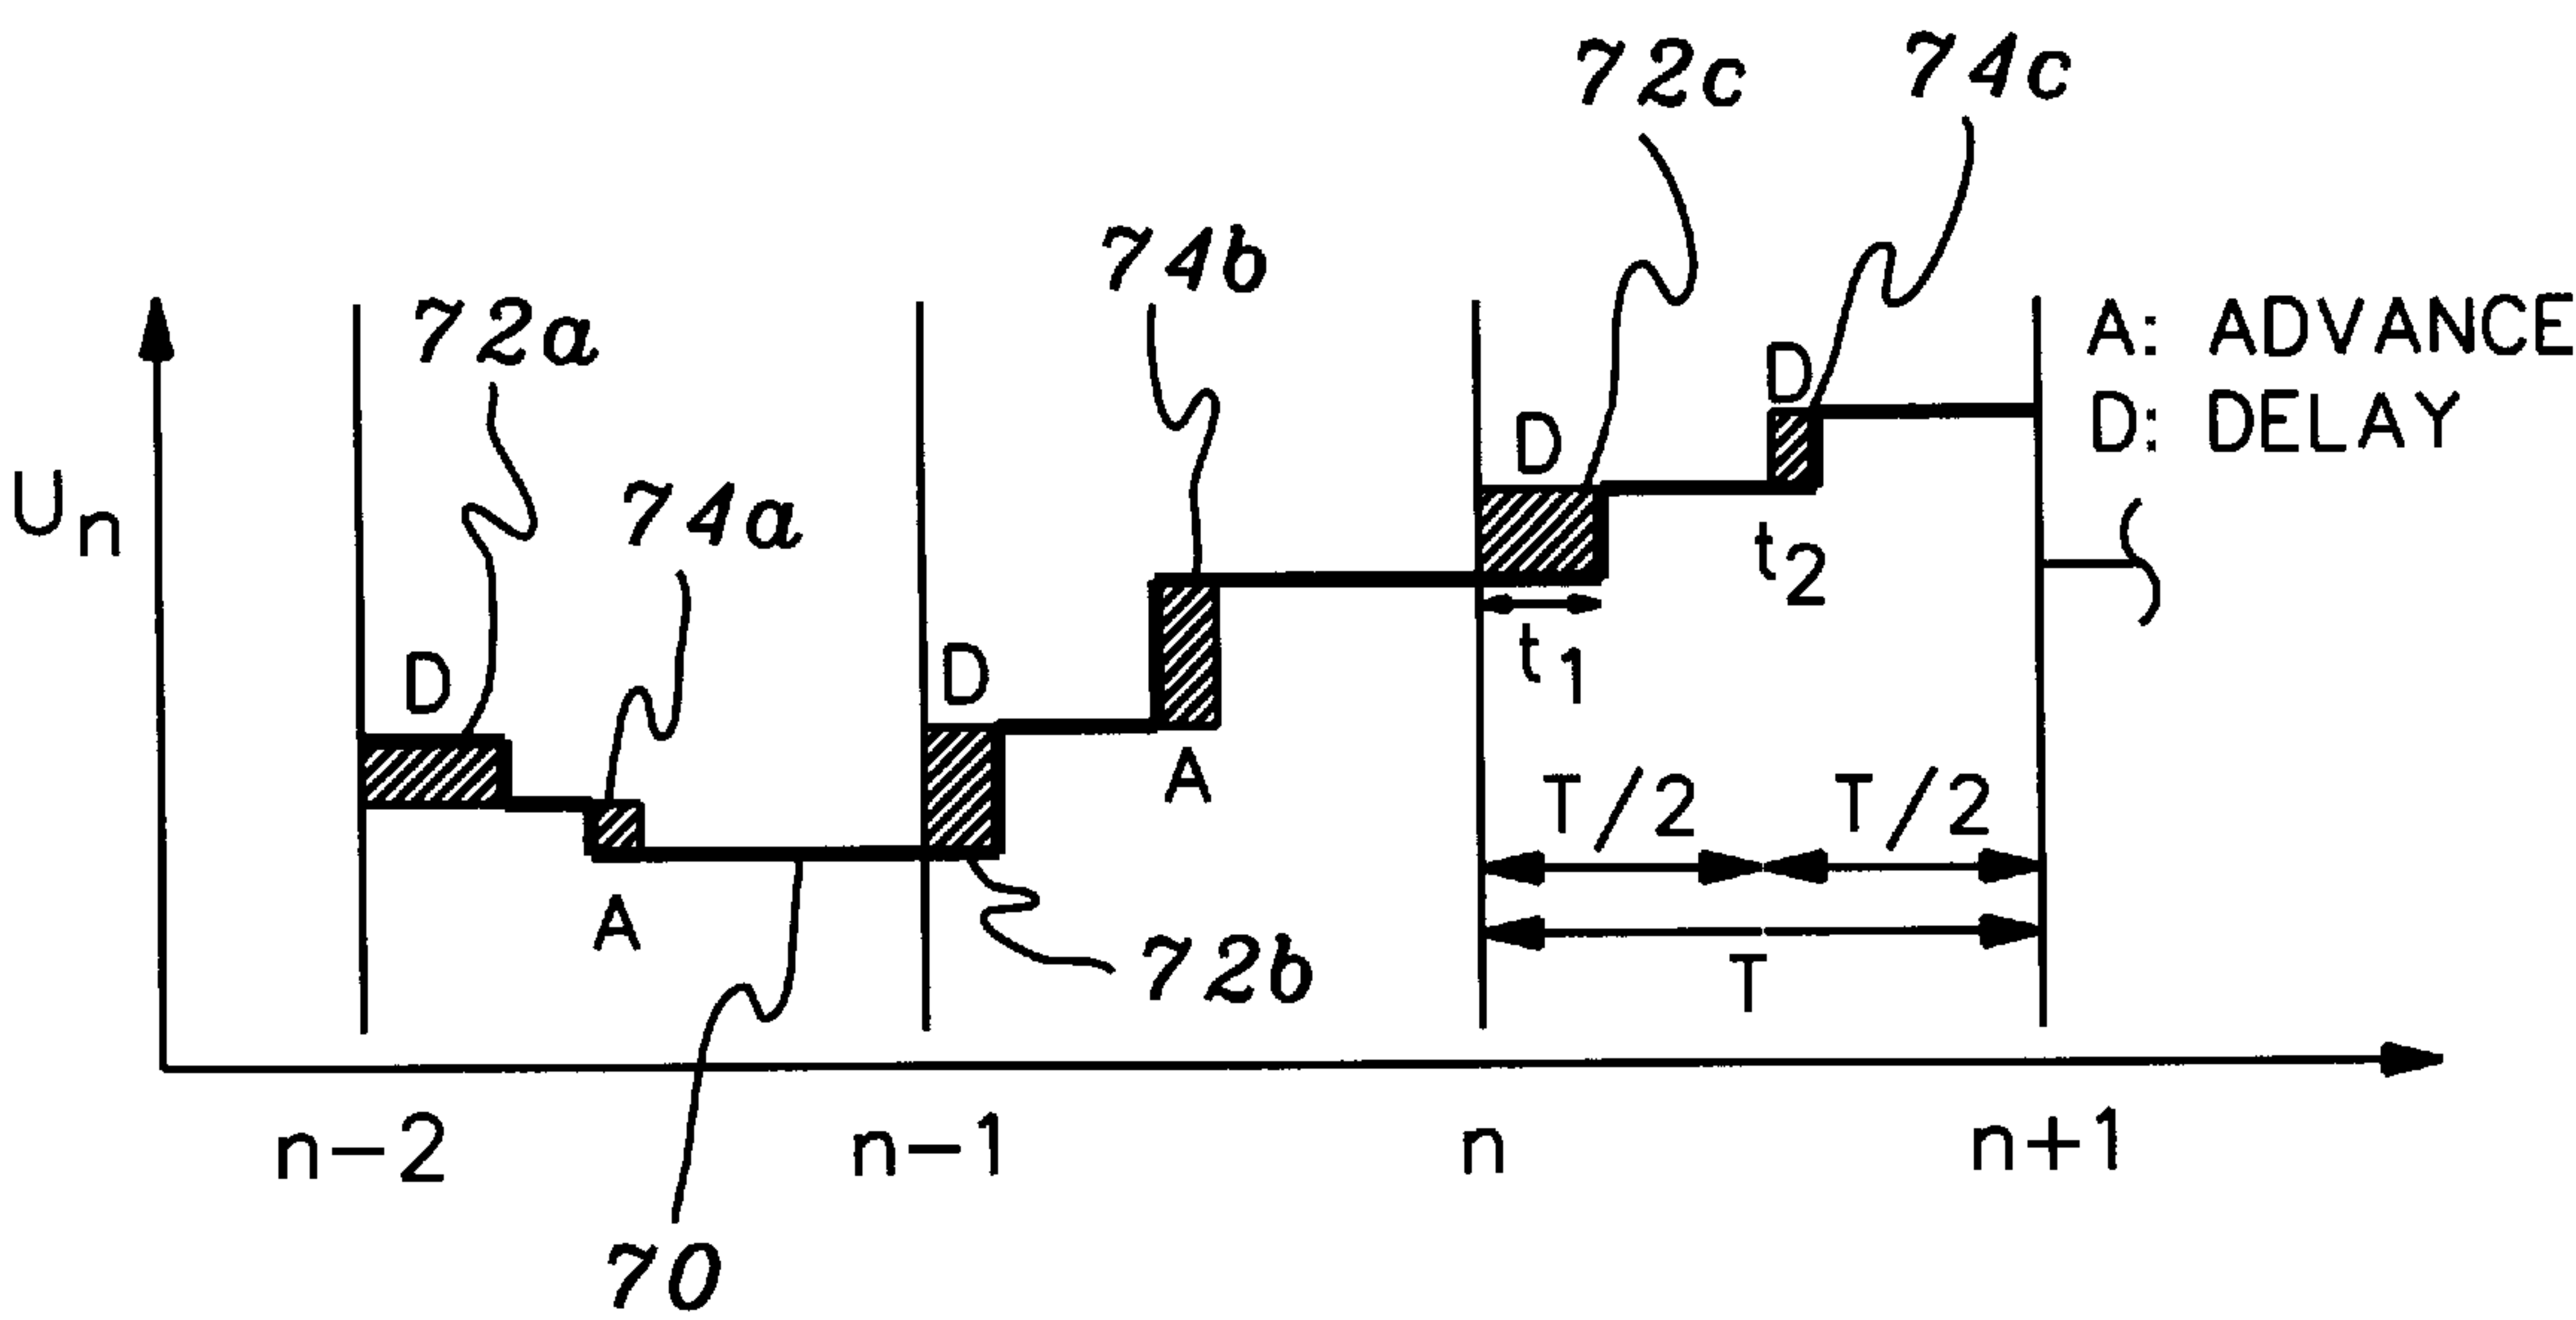 72c
74c
74b
72a
A: ADVANCE
D
D: DELAY
D
Un
74a
t2
t1
D
D
A
T/2
T/2
A
72b
T
n-2
n-1
n
n+1
70